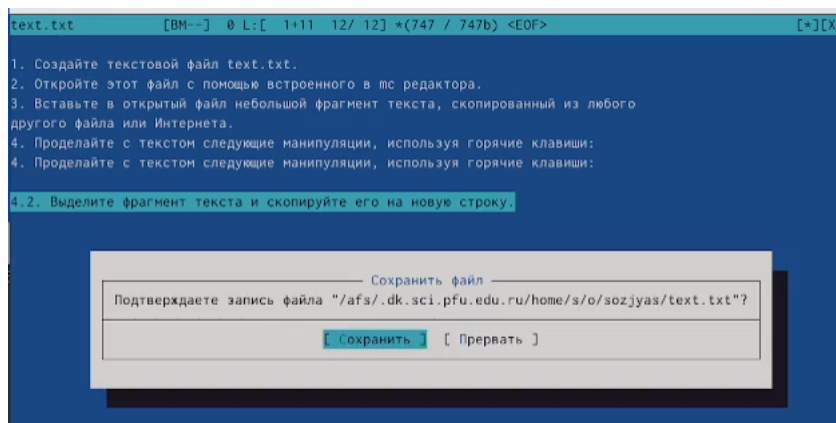 text.txt [BM--] 0 L:[ 1+11 12/ 12] *(747 / 747b) <EOF> [*][X
1. Создайте текстовой файл text.txt.
2. Откройте этот файл с помощью встроенного в mc редактора.
3. Вставьте в открытый файл небольшой фрагмент текста, скопированный из любого
другого файла или Интернета.
4. Проделайте с текстом следующие манипуляции, используя горячие клавиши:
4. Проделайте с текстом следующие манипуляции, используя горячие клавиши:
4.2. Выделите фрагмент текста и скопируйте его на новую строку.
Сохранить файл
Подтверждаете запись файла "/afs/.dk.sci.pfu.edu.ru/home/s/o/sozjyas/text.txt"?
[ Сохранить ] [ Прервать ]